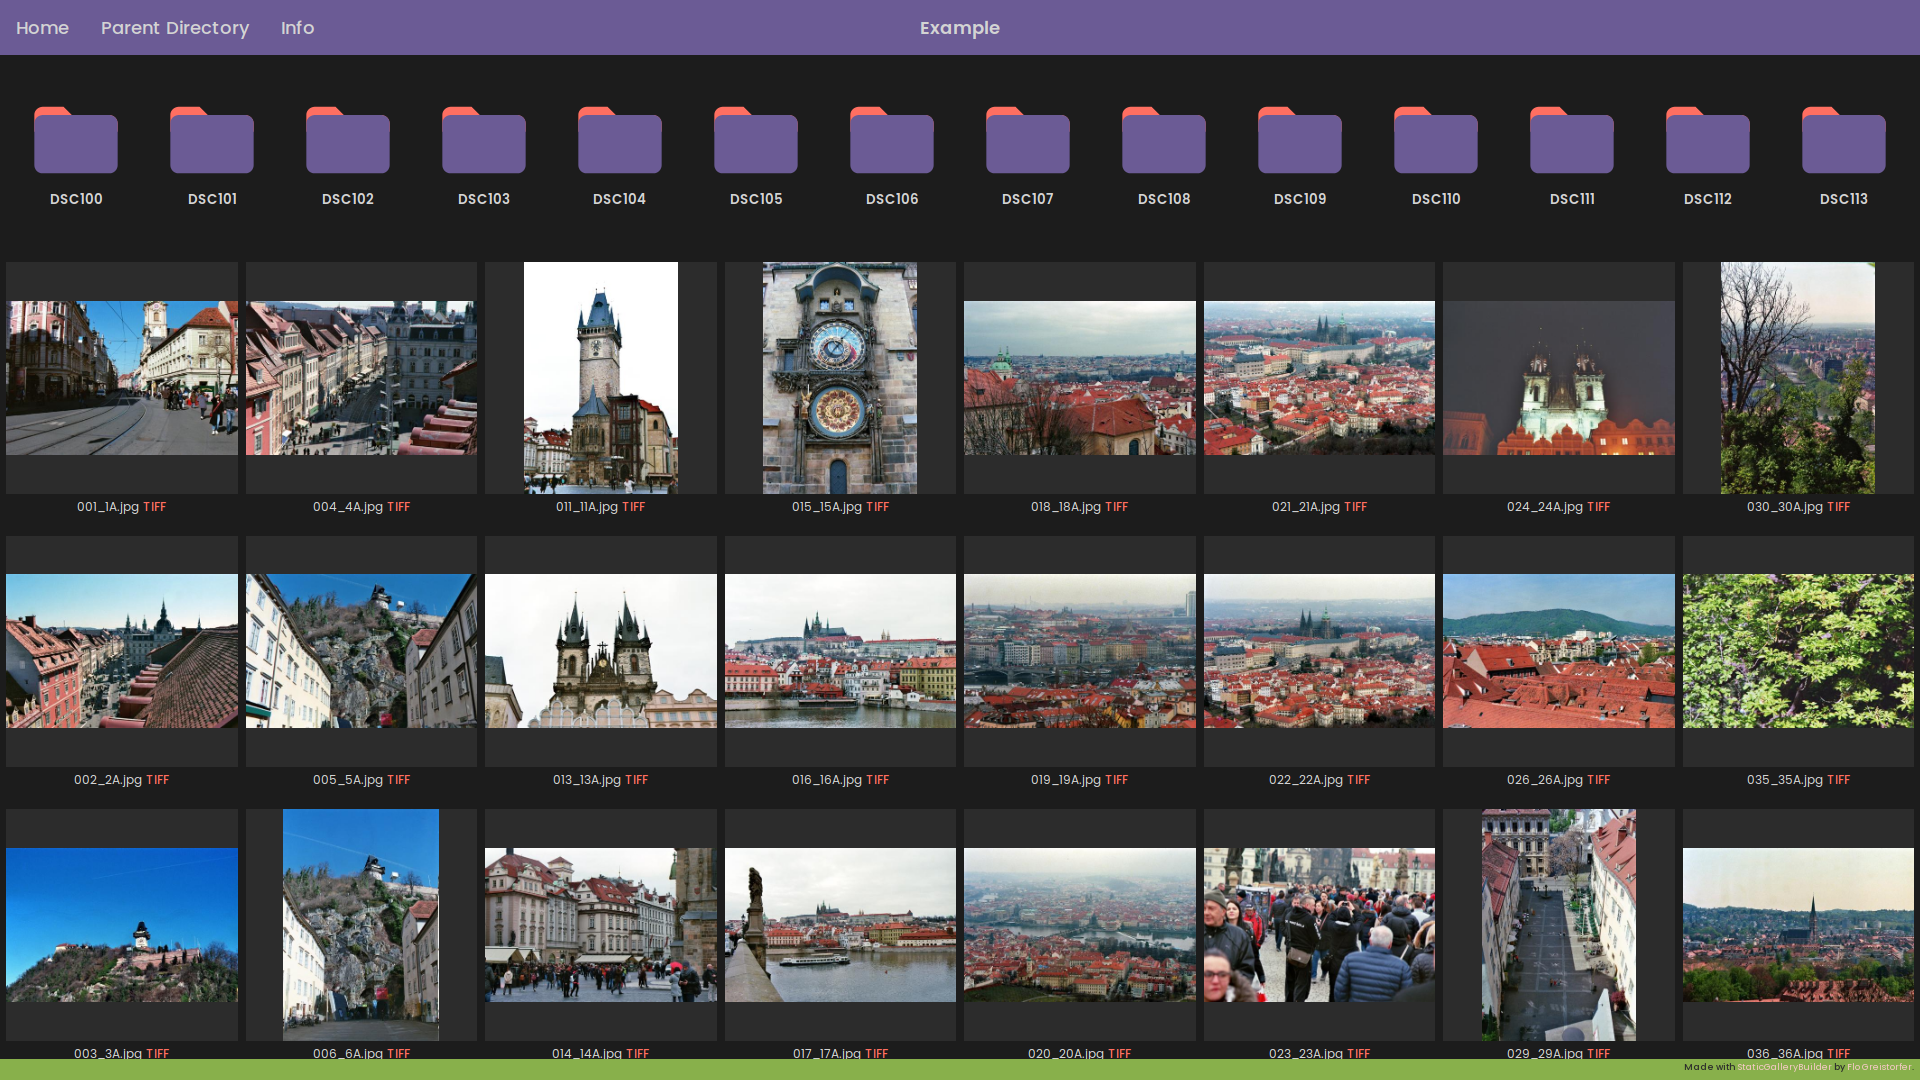 Home Parent Directory Info Example
DSC100 DSC101 DSC102 DSC103 DSC104 DSC105 DSC106 DSC107 DSC108 DSC109 DSC110 DSC111 DSC112 DSC113
001_1A.jpg TIFF 004_4A.jpg TIFF 011_11A.jpg TIFF 015_15A.jpg TIFF 018_18A.jpg TIFF 021_21A.jpg TIFF 024_24A.jpg TIFF 030_30A.jpg TIFF
002_2A.jpg TIFF 005_5A.jpg TIFF 013_13A.jpg TIFF 016_16A.jpg TIFF 019_19A.jpg TIFF 022_22A.jpg TIFF 026_26A.jpg TIFF 035_35A.jpg TIFF
003_3A.jpg TIFF 006_6A.jpg TIFF 014_14A.jpg TIFF 017_17A.jpg TIFF 020_20A.jpg TIFF 023_23A.jpg TIFF 029_29A.jpg TIFF 036_36A.jpg TIFF
Made with StaticGalleryBuilder by FloGreistorfer.